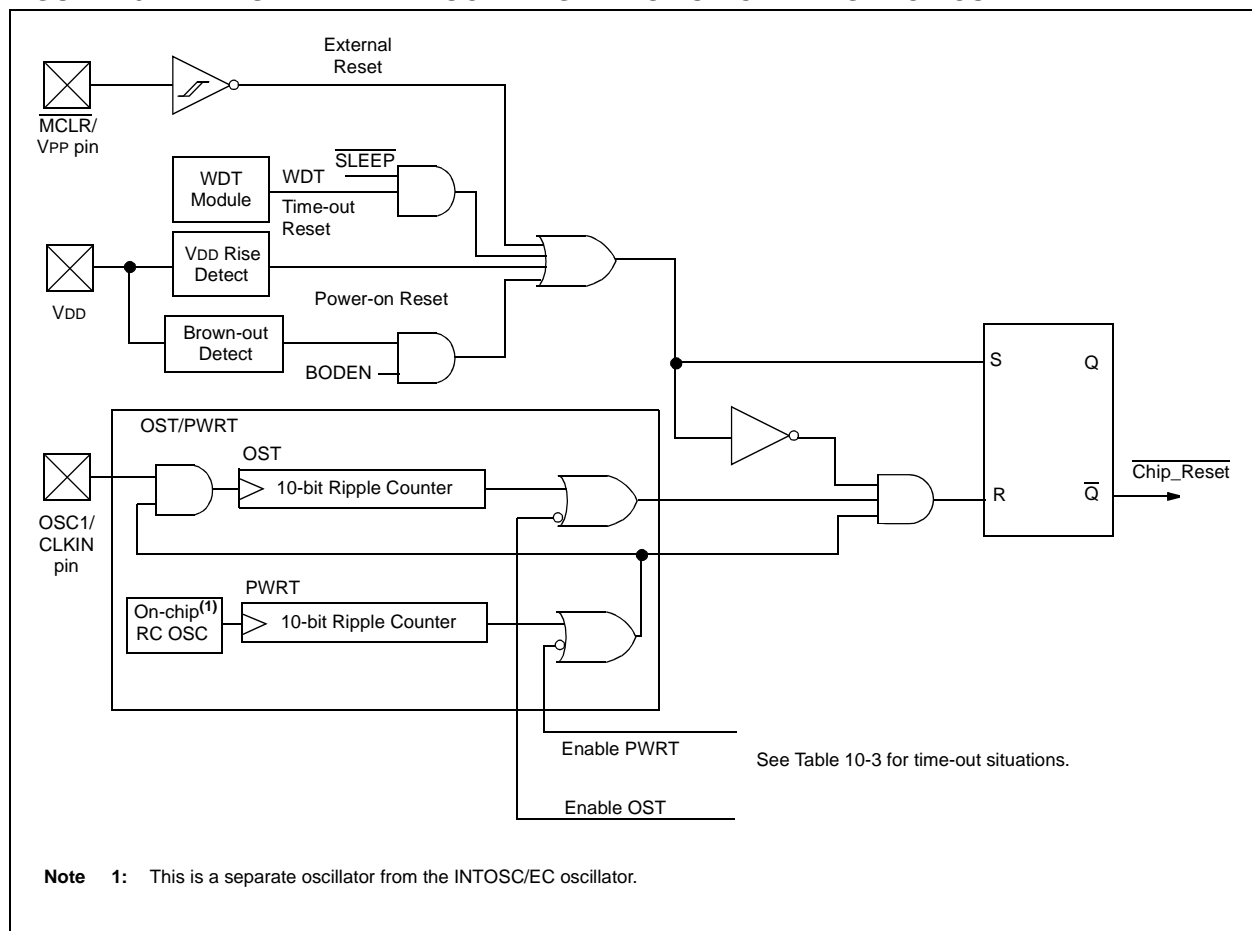 External
Reset
MCLR/
VPP pin
SLEEP
WDT
Module
WDT
Time-out
Reset
VDD Rise
Detect
VDD
Power-on Reset
Brown-out
Detect
BODEN
S
Q
OST/PWRT
OST
10-bit Ripple Counter
Chip_Reset
R
Q
OSC1/
CLKIN
pin
PWRT
On-chip(1)
RC OSC
10-bit Ripple Counter
Enable PWRT
See Table 10-3 for time-out situations.
Enable OST
Note 1: This is a separate oscillator from the INTOSC/EC oscillator.